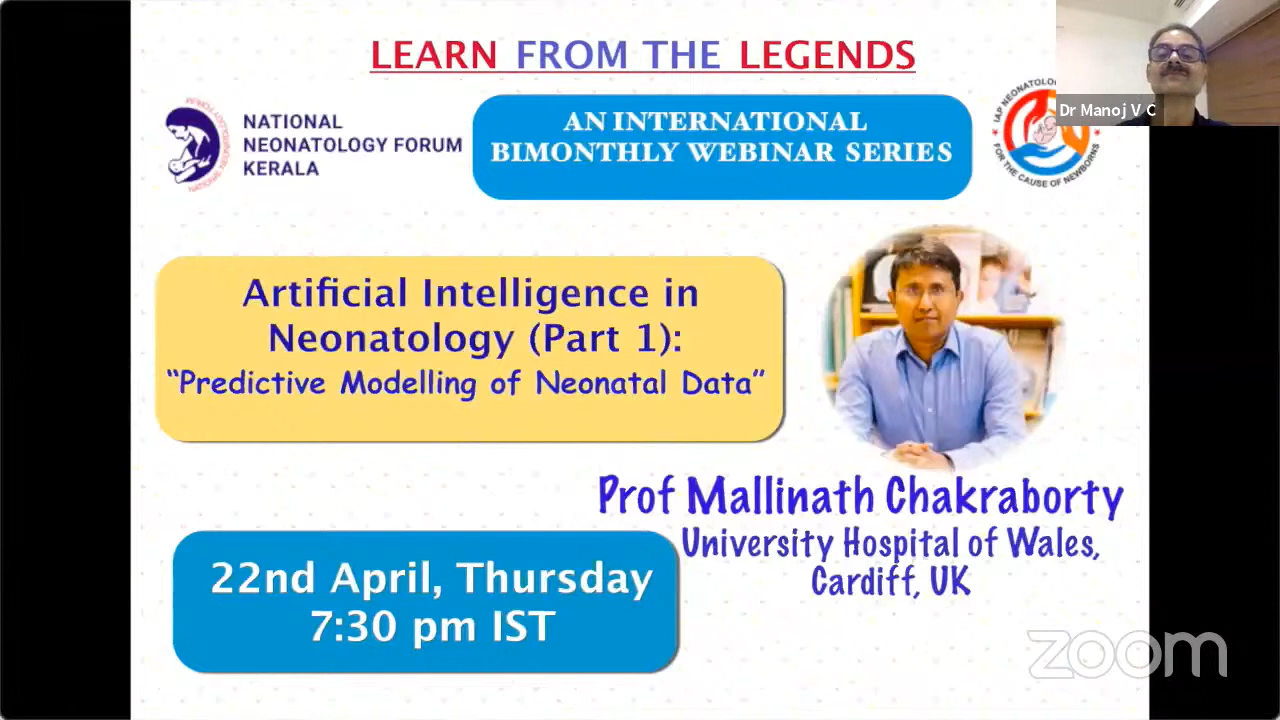 LEARN FROM THE LEGENDS
NATIONAL
NEONATOLOGY FORUM
KERALA
AN INTERNATIONAL
BIMONTHLY WEBINAR SERIES
IAP NEONATOLO
FOR THE CAUSE OF NEWBORNS
Dr Manoj V C
Artificial Intelligence in
Neonatology (Part 1):
“Predictive Modelling of Neonatal Data”
Prof Mallinath Chakraborty
University Hospital of Wales,
Cardiff, UK
22nd April, Thursday
7:30 pm IST
zoom